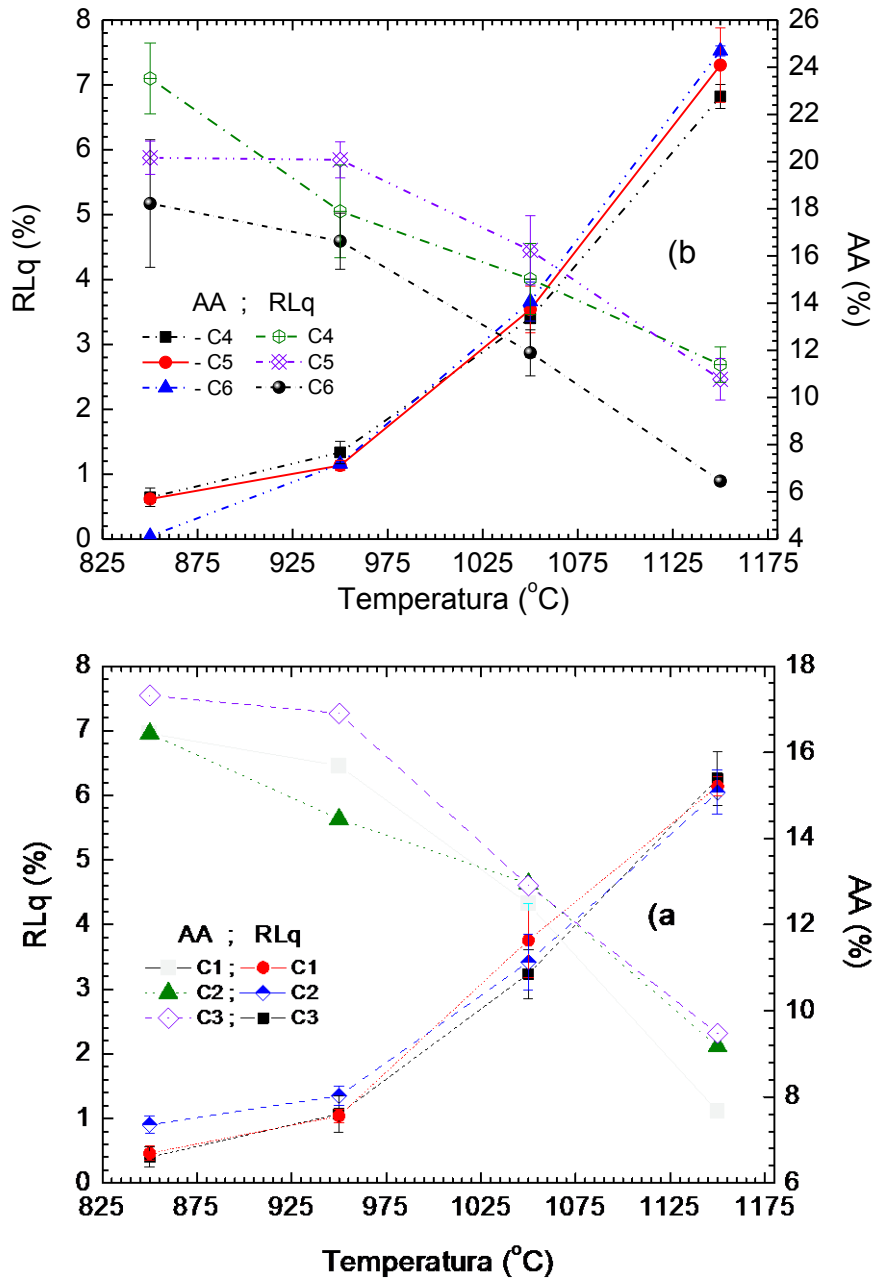 8
7
6
5
4
3
2
1
0
RLq (%)
26
24
22
20
18
16
14
12
10
8
6
4
AA (%)
(b)
AA ; RLq
- C4 C4
- C5 C5
- C6 C6
825 875 925 975 1025 1075 1125 1175
Temperatura (°C)
8
7
6
5
4
3
2
1
0
RLq (%)
18
16
14
12
10
8
6
AA (%)
(a
AA ; RLq
C1 ; C1
C2 ; C2
C3 ; C3
825 875 925 975 1025 1075 1125 1175
Temperatura (°C)